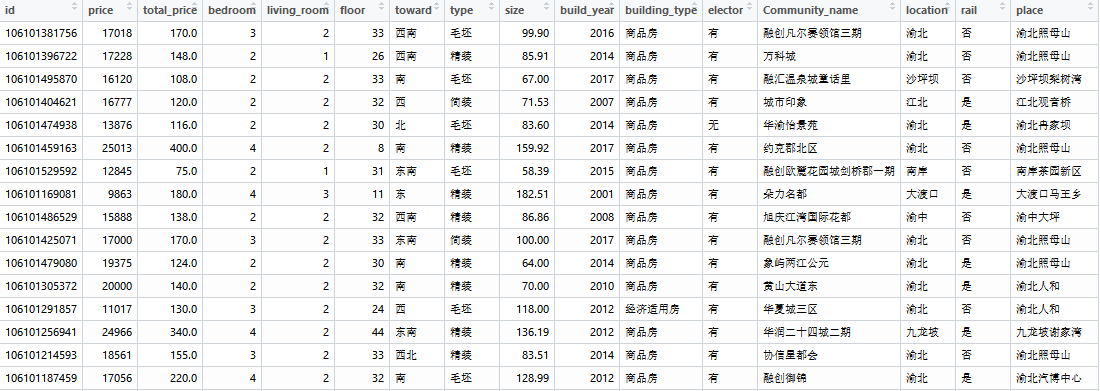 id price total_price bedroom living_room floor toward type size build_year building_type elector Community_name location rail place
106101381756 17018 170.0 3 2 33 西南 毛坯 99.90 2016 商品房 有 融创凡尔赛领馆三期 渝北 否 渝北照母山
106101396722 17228 148.0 2 1 26 西南 精装 85.91 2014 商品房 有 万科城 渝北 否 渝北照母山
106101495870 16120 108.0 2 2 33 南 毛坯 67.00 2017 商品房 有 融汇温泉城童话里 沙坪坝 否 沙坪坝梨树湾
106101404621 16777 120.0 2 2 32 西 简装 71.53 2007 商品房 有 城市印象 江北 是 江北观音桥
106101474938 13876 116.0 2 2 30 北 毛坯 83.60 2014 商品房 无 华渝怡景苑 渝北 是 渝北冉家坝
106101459163 25013 400.0 4 2 8 南 精装 159.92 2017 商品房 有 约克郡北区 渝北 否 渝北照母山
106101529592 12845 75.0 2 1 31 东南 毛坯 58.39 2015 商品房 有 融创欧麓花园城剑桥郡一期 南岸 否 南岸茶园新区
106101169081 9863 180.0 4 3 11 东 精装 182.51 2001 商品房 有 朵力名都 大渡口 是 大渡口马王乡
106101486529 15888 138.0 2 2 32 西南 精装 86.86 2008 商品房 有 旭庆江湾国际花都 渝中 否 渝中大坪
106101425071 17000 170.0 3 2 33 东南 简装 100.00 2017 商品房 有 融创凡尔赛领馆三期 渝北 否 渝北照母山
106101479080 19375 124.0 2 2 30 南 精装 64.00 2014 商品房 有 象屿两江公元 渝北 是 渝北照母山
106101305372 20000 140.0 2 2 32 南 精装 70.00 2010 商品房 有 黄山大道东 渝北 是 渝北人和
106101291857 11017 130.0 3 2 24 西 毛坯 118.00 2012 经济适用房 有 华夏城三区 渝北 否 渝北人和
106101256941 24966 340.0 4 2 44 东南 精装 136.19 2012 商品房 有 华润二十四城二期 九龙坡 是 九龙坡谢家湾
106101214593 18561 155.0 3 2 33 西北 精装 83.51 2014 商品房 有 协信星都会 渝北 否 渝北照母山
106101187459 17056 220.0 4 2 32 南 毛坯 128.99 2012 商品房 有 融创御锦 渝北 是 渝北汽博中心